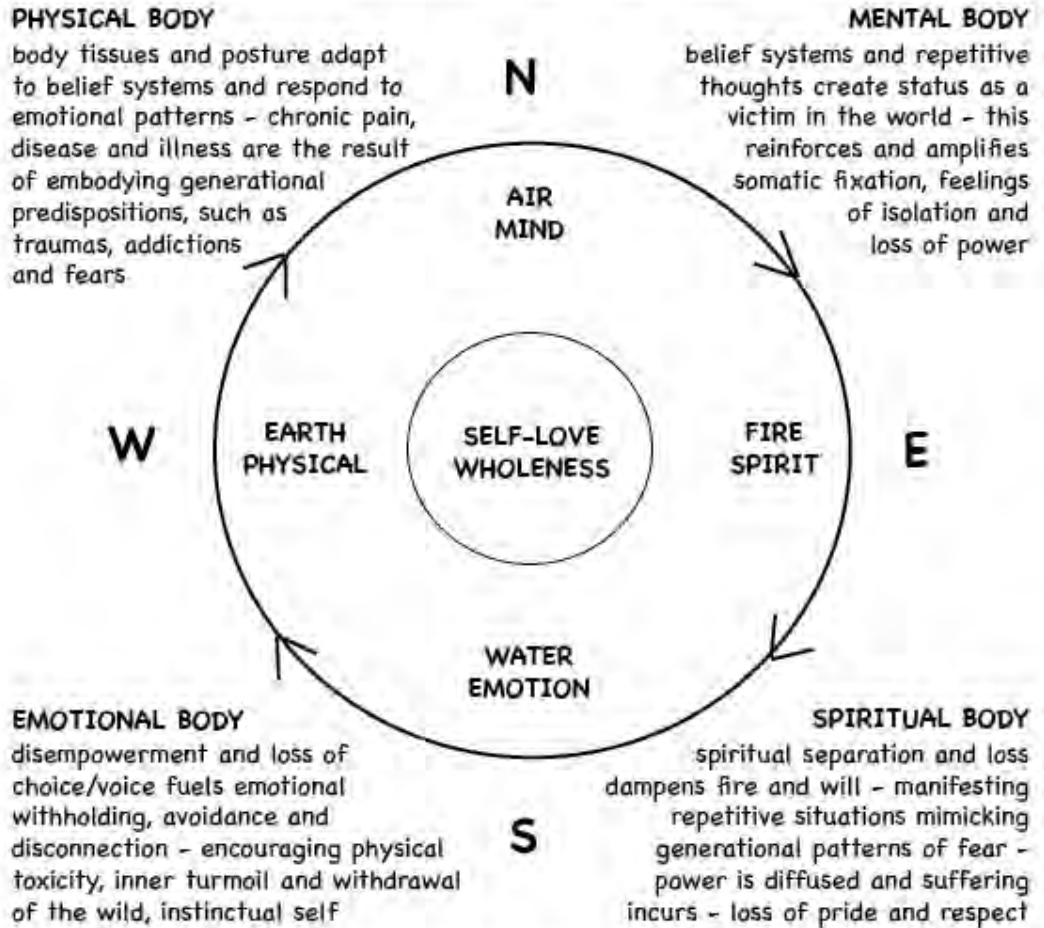 PHYSICAL BODY
body tissues and posture adapt
to belief systems and respond to
emotional patterns - chronic pain,
disease and illness are the result
of embodying generational
predispositions, such as
traumas, addictions
and fears
N
MENTAL BODY
belief systems and repetitive
thoughts create status as a
victim in the world - this
reinforces and amplifies
somatic fixation, feelings
of isolation and
loss of power
AIR
MIND
W
EARTH
PHYSICAL
SELF-LOVE
WHOLENESS
FIRE
SPIRIT
E
WATER
EMOTION
EMOTIONAL BODY
disempowerment and loss of
choice/voice fuels emotional
withholding, avoidance and
disconnection - encouraging physical
toxicity, inner turmoil and withdrawal
of the wild, instinctual self
S
SPIRITUAL BODY
spiritual separation and loss
dampens fire and will - manifesting
repetitive situations mimicking
generational patterns of fear -
power is diffused and suffering
incurs - loss of pride and respect